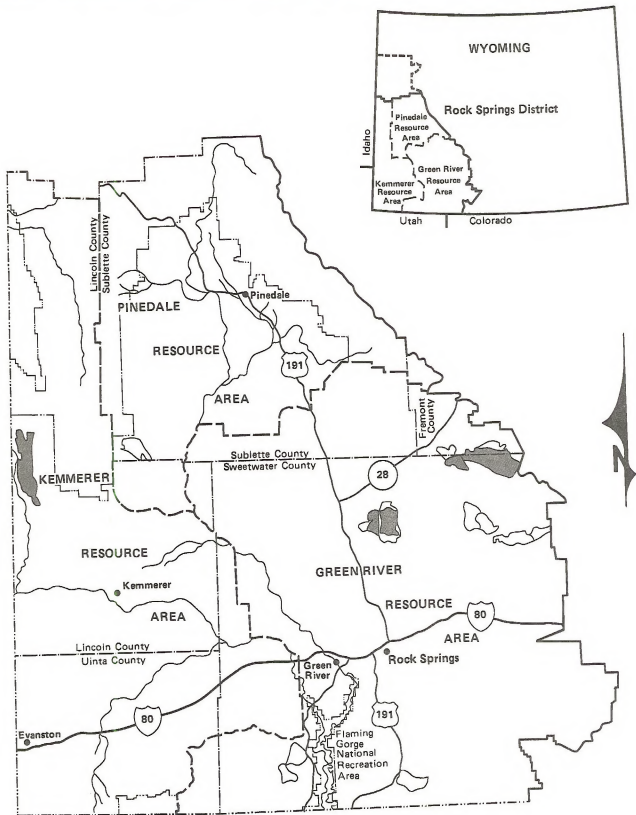 WYOMING
Rock Springs District
Pinedale
Resource
Area
Green River
Resource
Area
Kemmerer
Resource
Area
Idaho
Utah
Colorado
Lincoln County
Sublette County
PINEDALE
Pinedale
RESOURCE
191
AREA
Fremont
County
Sublette County
Sweetwater County
28
KEMMERER
RESOURCE
GREEN RIVER
Kemmerer
RESOURCE
80
AREA
AREA
Lincoln County
Uinta County
Green
River
Rock Springs
80
191
Evanston
Flaming
Gorge
National
Recreation
Area
N